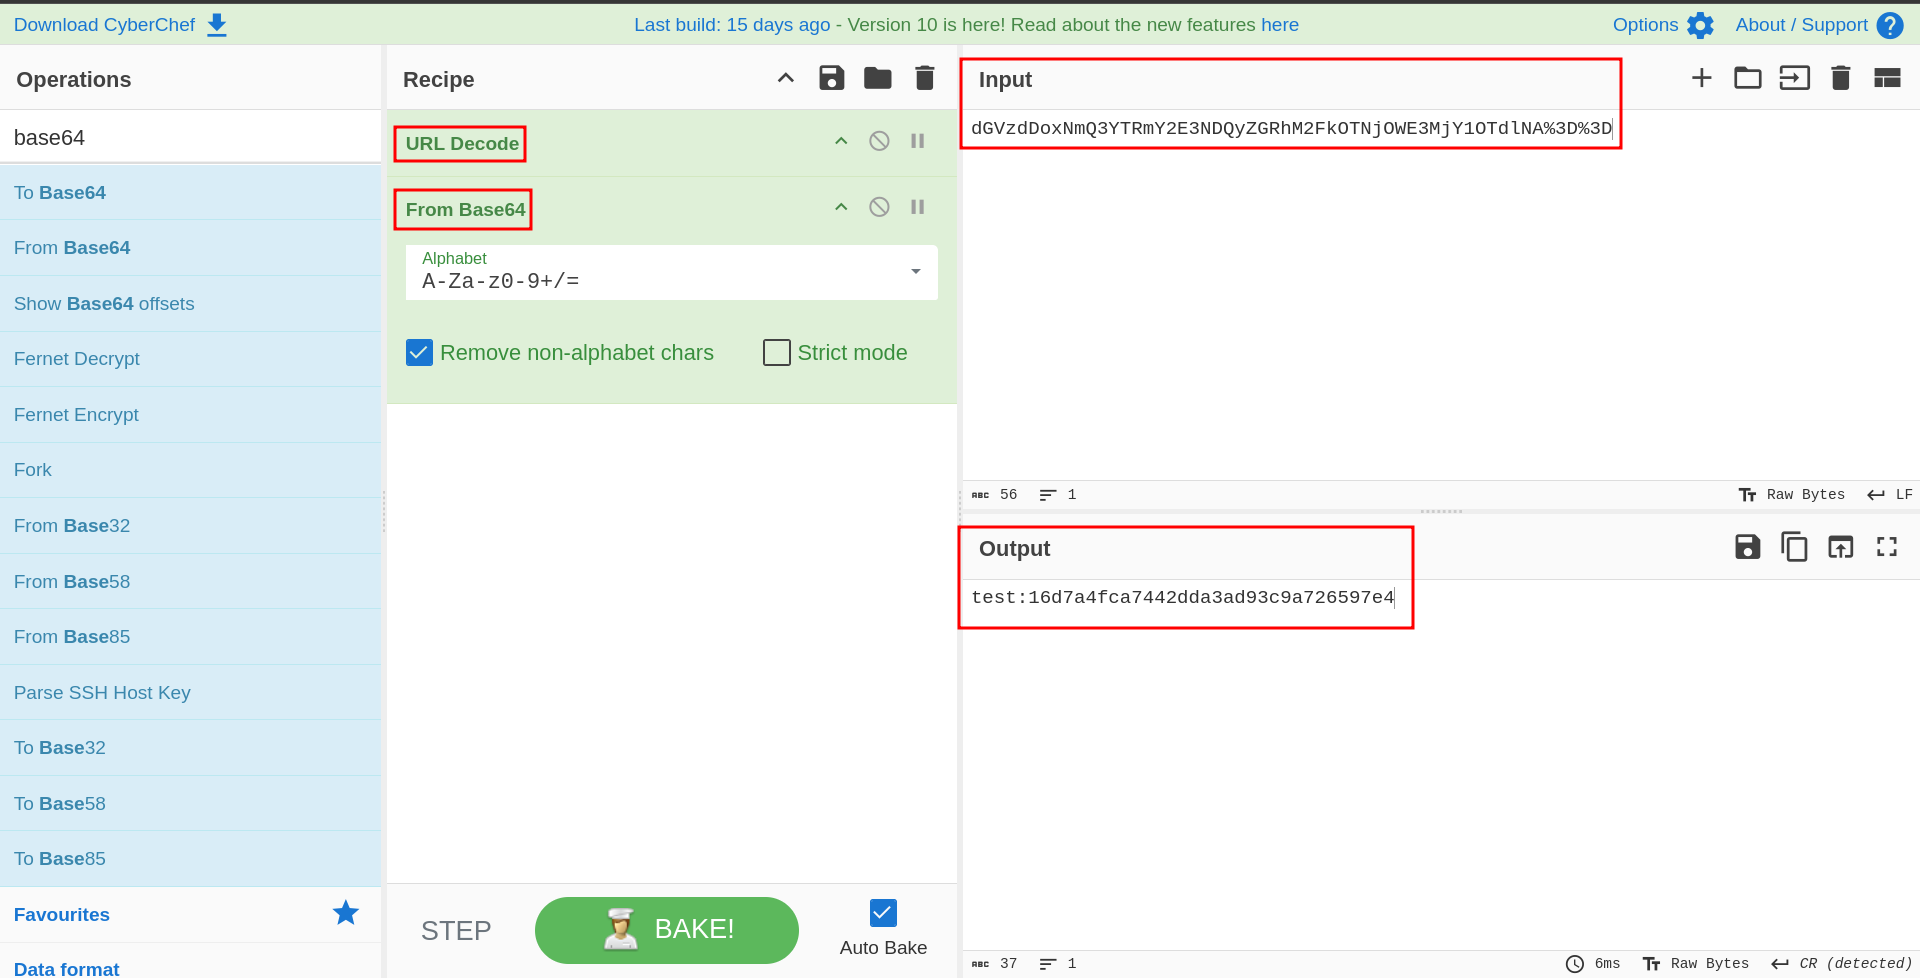 Download CyberChef
Last build: 15 days ago - Version 10 is here! Read about the new features here
Options
About / Support
Operations
base64
To Base64
From Base64
Show Base64 offsets
Fernet Decrypt
Fernet Encrypt
Fork
From Base32
From Base58
From Base85
Parse SSH Host Key
To Base32
To Base58
To Base85
Favourites
Data format
Recipe
URL Decode
From Base64
Alphabet
A-Za-z0-9+/=
Remove non-alphabet chars
Strict mode
STEP
BAKE!
Auto Bake
Input
dGVzdDoxNmQ3YTRmY2E3NDQyZGRhM2FkOTNjOWE3MjY1OTdlNA%3D%3D
ABC 56
1
Raw Bytes
LF
Output
test:16d7a4fca7442dda3ad93c9a726597e4
ABC 37
1
6ms
Raw Bytes
CR (detected)